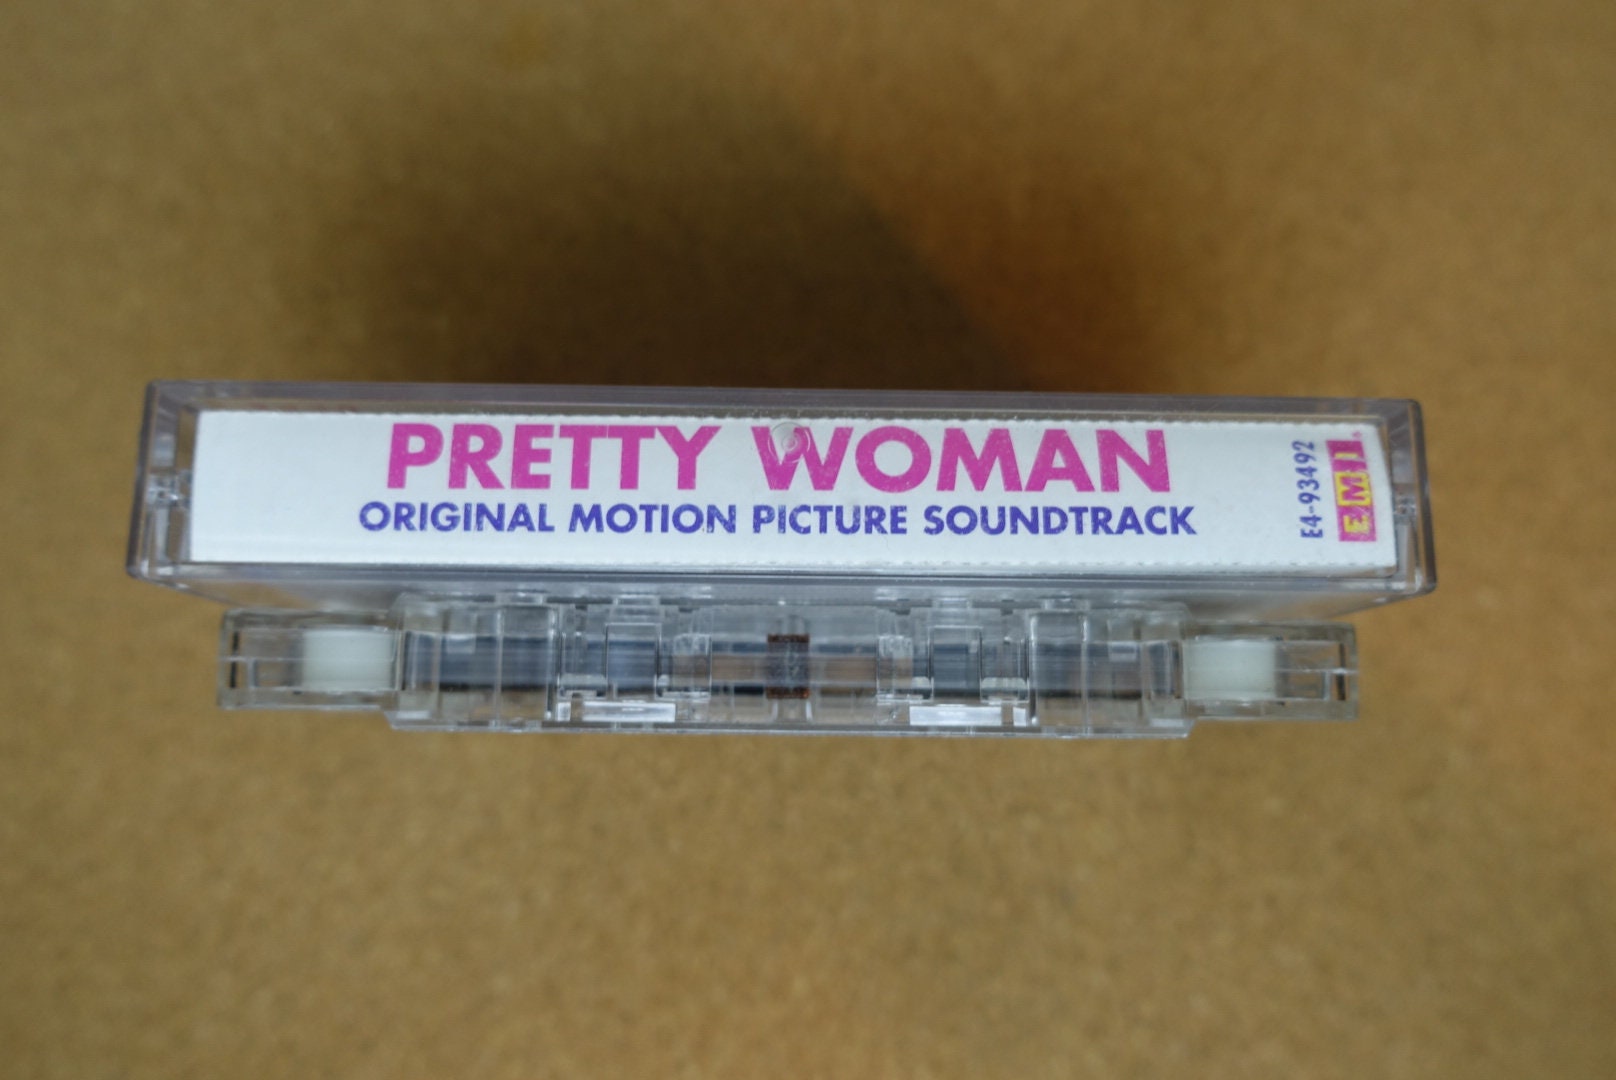 PRETTY WOMAN
ORIGINAL MOTION PICTURE SOUNDTRACK
E4-93492
EMI®